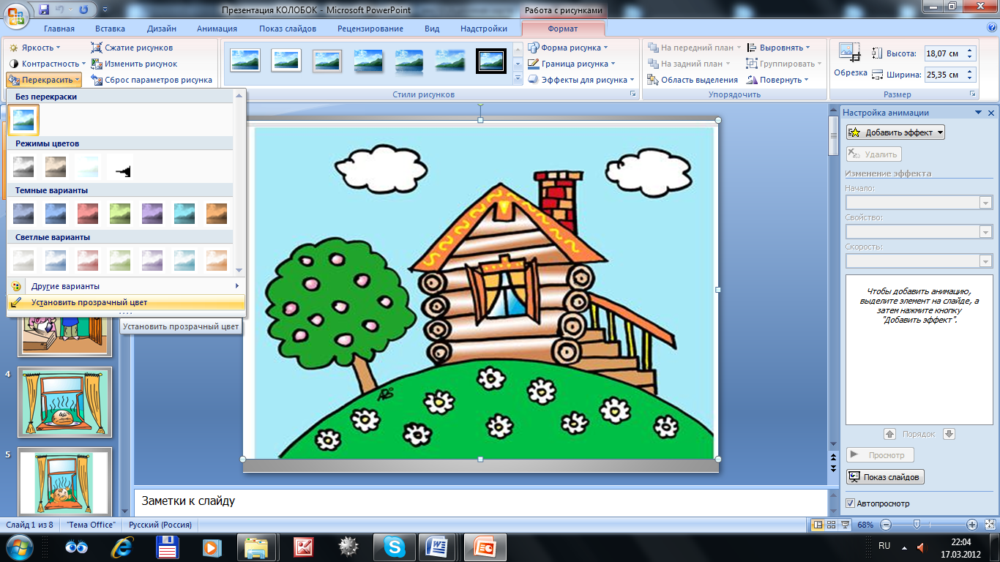 Презентация КОЛОБОК - Microsoft PowerPoint
Работа с рисунками
Главная
Вставка
Дизайн
Анимация
Показ слайдов
Рецензирование
Вид
Надстройки
Формат
Яркость
Контрастность
Перекрасить
Сжатие рисунков
Изменить рисунок
Сброс параметров рисунка
Стили рисунков
Форма рисунка
Граница рисунка
Эффекты для рисунка
На передний план
На задний план
Область выделения
Выровнять
Группировать
Повернуть
Упорядочить
Обрезка
Высота: 18,07 см
Ширина: 25,35 см
Размер
Без перекраски
Режимы цветов
Темные варианты
Светлые варианты
Другие варианты
Установить прозрачный цвет
Установить прозрачный цвет
4
5
Настройка анимации
Добавить эффект
Удалить
Изменение эффекта
Начало:
Свойство:
Скорость:
Чтобы добавить анимацию,
выделите элемент на слайде, а
затем нажмите кнопку
"Добавить эффект".
Порядок
Просмотр
Показ слайдов
Автопросмотр
Заметки к слайду
Слайд 1 из 8
"Тема Office"
Русский (Россия)
68%
RU
22:04
17.03.2012